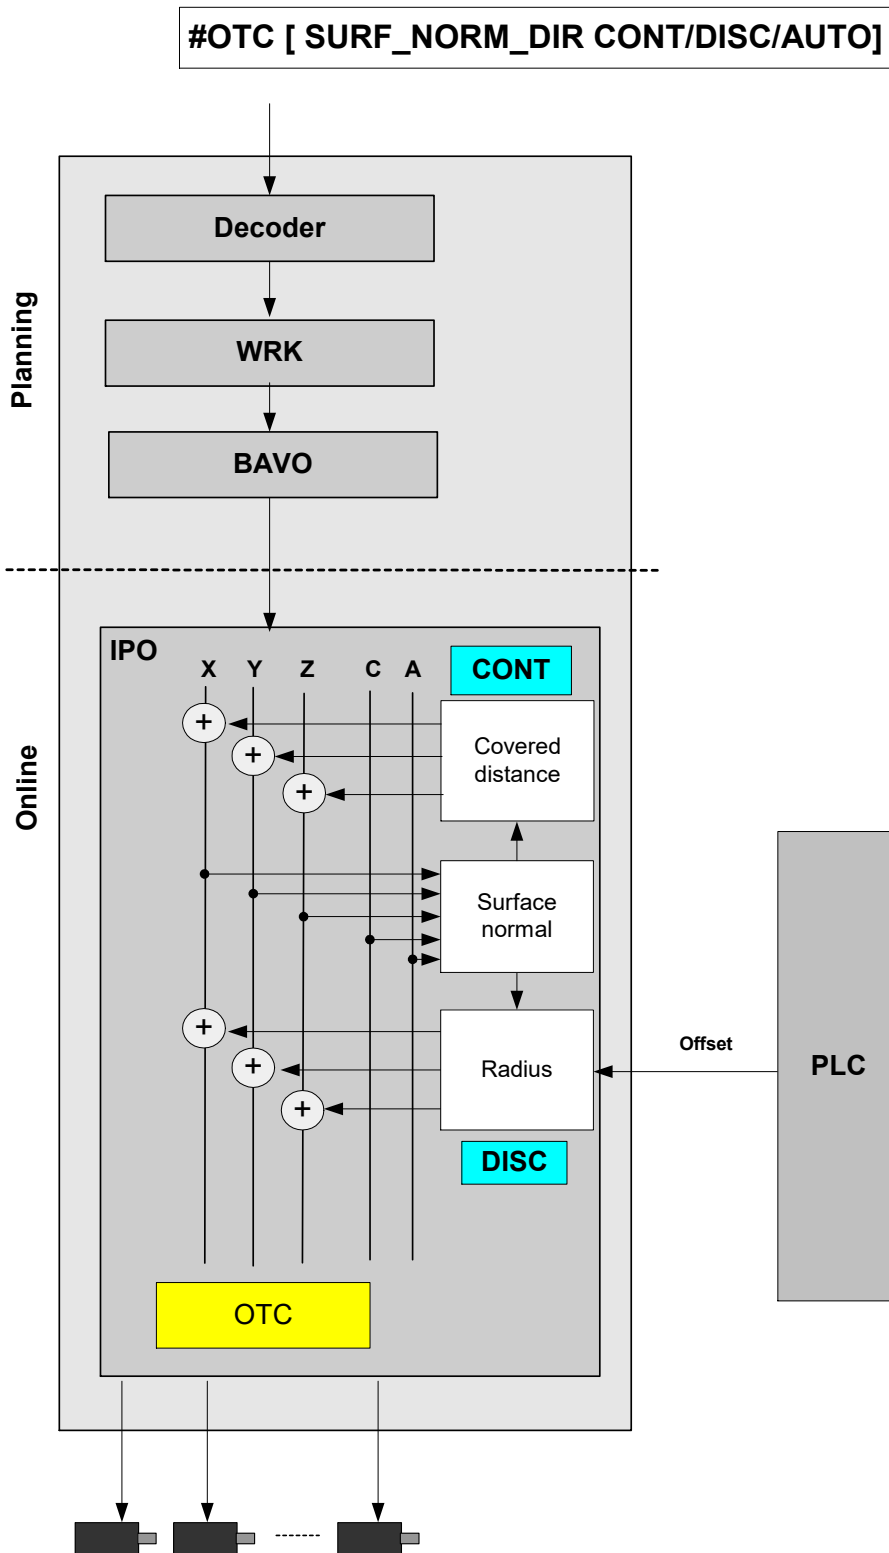 #OTC [ SURF_NORM_DIR CONT/DISC/AUTO]
Planning
Decoder
WRK
BAVO
Online
IPO
X Y Z C A
CONT
+
+
+
Covered
distance
Surface
normal
+
+
+
Radius
Offset
PLC
DISC
OTC